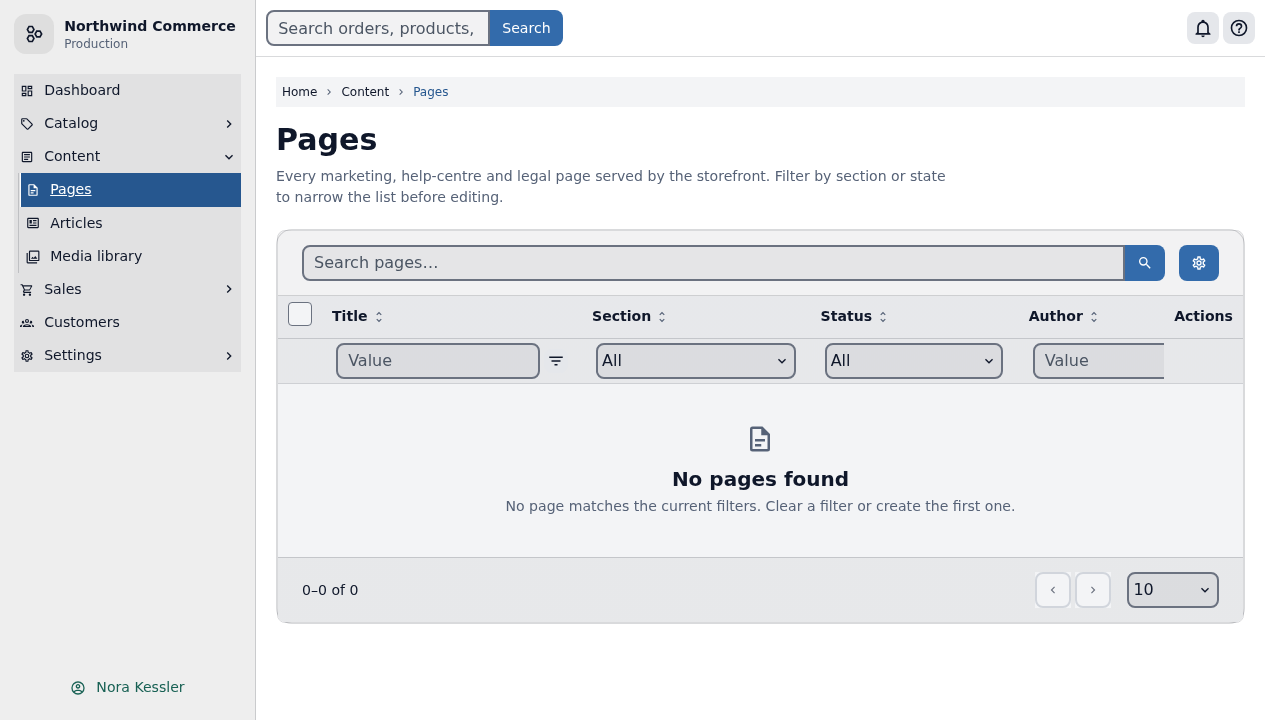 Northwind Commerce
Production
Search orders, products,
Search
Dashboard
Catalog
Content
Pages
Articles
Media library
Sales
Customers
Settings
Nora Kessler
Home › Content › Pages
Pages
Every marketing, help-centre and legal page served by the storefront. Filter by section or state
to narrow the list before editing.
Search pages…
Title Section Status Author Actions
Value All All Value
No pages found
No page matches the current filters. Clear a filter or create the first one.
0–0 of 0
10